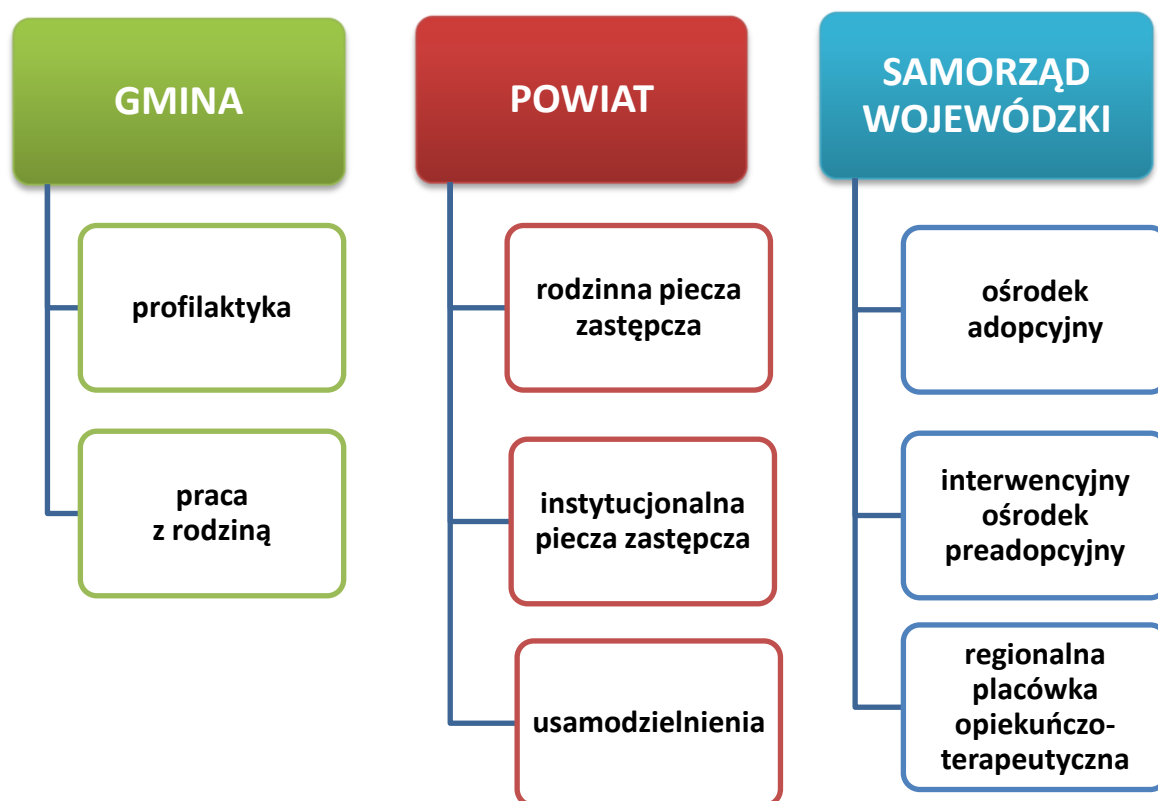 GMINA
profilaktyka
praca
z rodziną
POWIAT
rodzinna piecza
zastępcza
instytucjonalna
piecza zastępcza
usamodzielnienia
SAMORZĄD
WOJEWÓDZKI
ośrodek
adopcyjny
interwencyjny
ośrodek
preadopcyjny
regionalna
placówka
opiekuńczo-
terapeutyczna